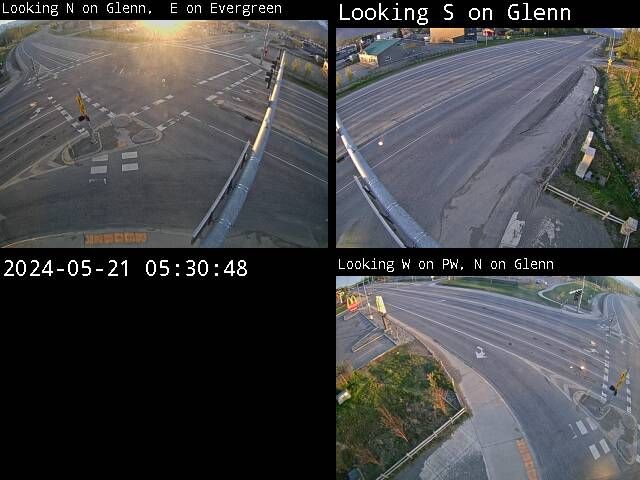 Looking N on Glenn,  E on Evergreen
Looking S on Glenn
2024-05-21 05:30:48
Looking W on PW, N on Glenn